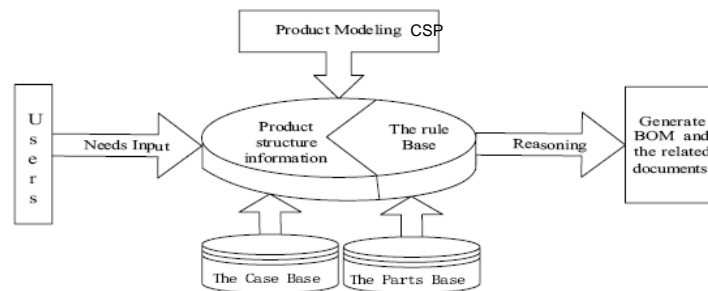 Product Modeling CSP
Users
Needs Input
Product
structure
information
The rule
Base
Reasoning
Generate
BOM and
the related
documents
The Case Base
The Parts Base